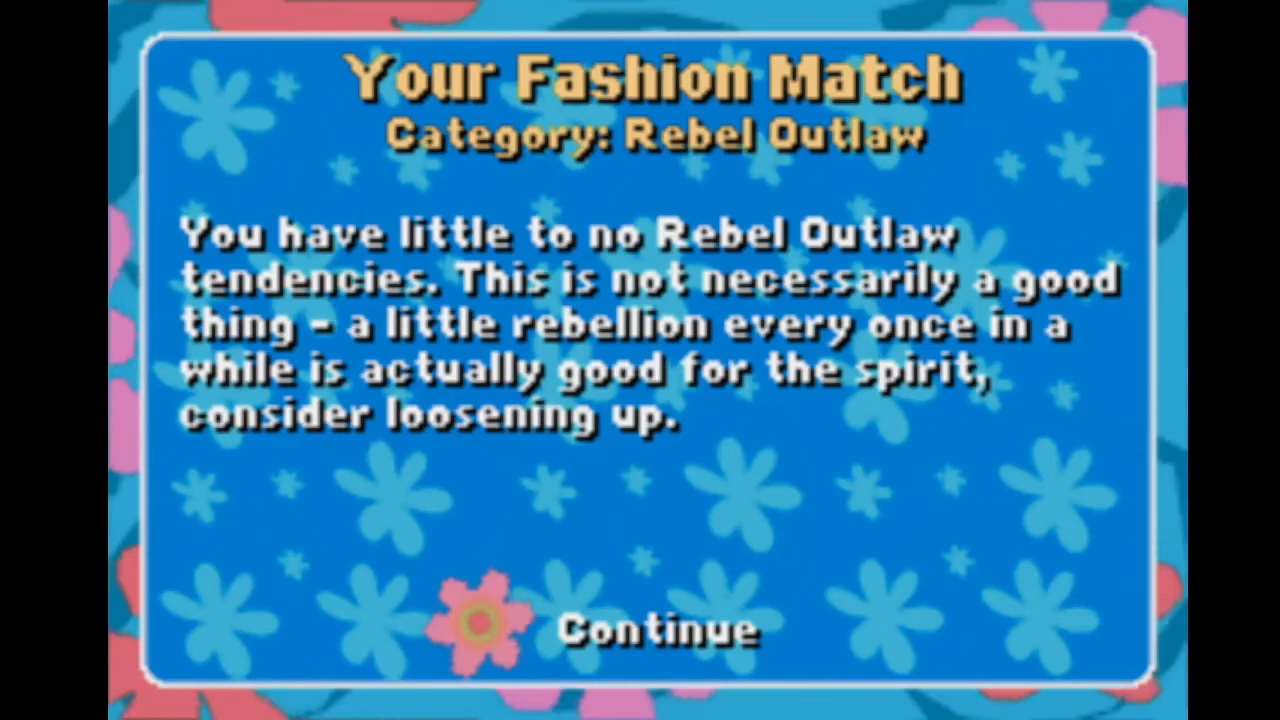 Your Fashion Match
Category: Rebel Outlaw
You have little to no Rebel Outlaw
tendencies. This is not necessarily a good
thing - a little rebellion every once in a
while is actually good for the spirit,
consider loosening up.
Continue